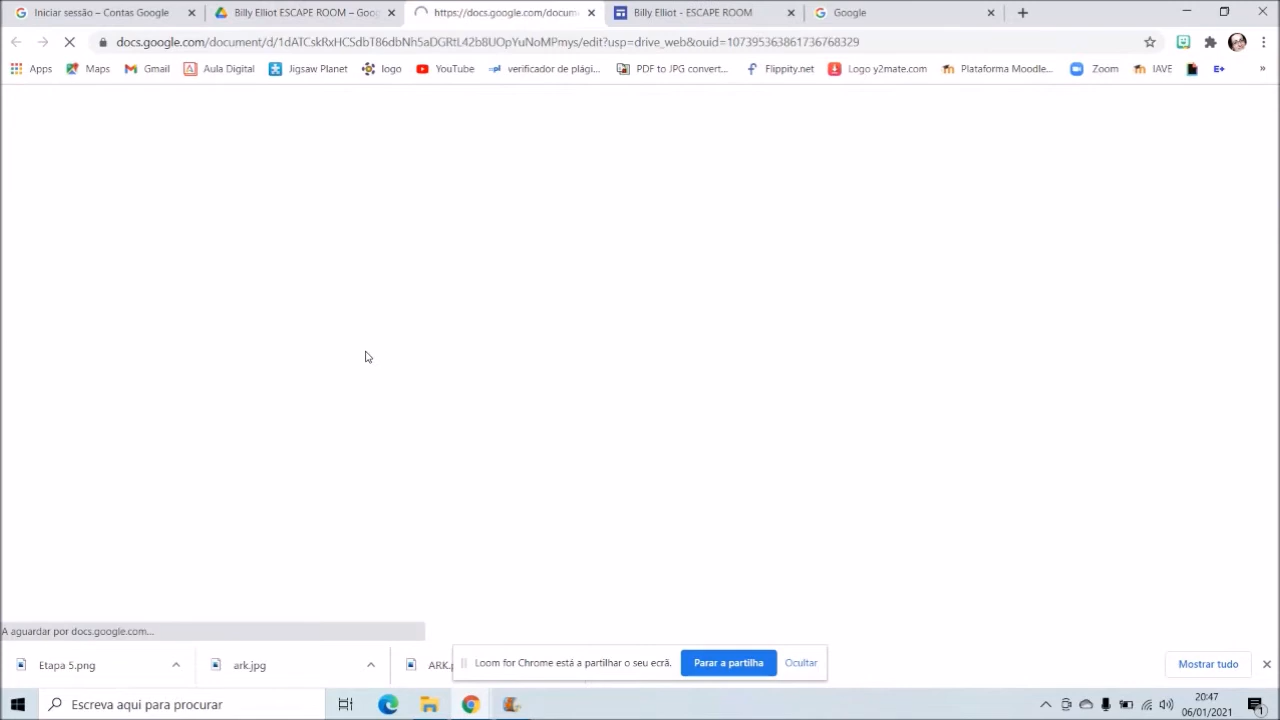 Iniciar sessão – Contas Google
Billy Elliot ESCAPE ROOM – Goog
https://docs.google.com/docum
Billy Elliot - ESCAPE ROOM
Google
docs.google.com/document/d/1dATCskRxHCSdbT86dbNh5aDGRtL42b8UOpYuNoMPmys/edit?usp=drive_web&ouid=107395363861736768329
Apps
Maps
Gmail
Aula Digital
Jigsaw Planet
logo
YouTube
verificador de plági...
PDF to JPG convert...
Flippity.net
Logo y2mate.com
Plataforma Moodle...
Zoom
IAVE
E+
»
A aguardar por docs.google.com...
Etapa 5.png
ark.jpg
ARK.
Loom for Chrome está a partilhar o seu ecrã.
Parar a partilha
Ocultar
Mostrar tudo
Escreva aqui para procurar
20:47
06/01/2021
1